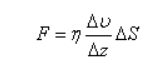 F = η Δυ/Δz ΔS